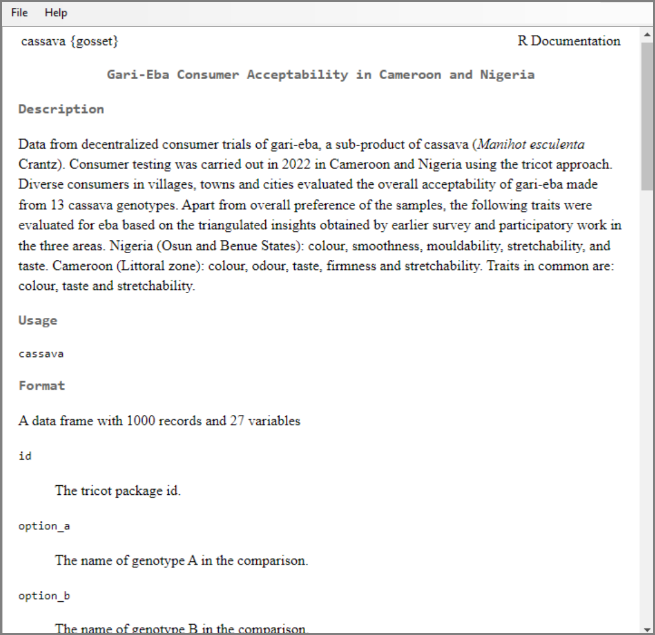 File Help
cassava {gosset} R Documentation
Gari-Eba Consumer Acceptability in Cameroon and Nigeria
Description
Data from decentralized consumer trials of gari-eba, a sub-product of cassava (Manihot esculenta
Crantz). Consumer testing was carried out in 2022 in Cameroon and Nigeria using the tricot approach.
Diverse consumers in villages, towns and cities evaluated the overall acceptability of gari-eba made
from 13 cassava genotypes. Apart from overall preference of the samples, the following traits were
evaluated for eba based on the triangulated insights obtained by earlier survey and participatory work in
the three areas. Nigeria (Osun and Benue States): colour, smoothness, mouldability, stretchability, and
taste. Cameroon (Littoral zone): colour, odour, taste, firmness and stretchability. Traits in common are:
colour, taste and stretchability.
Usage
cassava
Format
A data frame with 1000 records and 27 variables
id
The tricot package id.
option_a
The name of genotype A in the comparison.
option_b
The name of genotype B in the comparison.